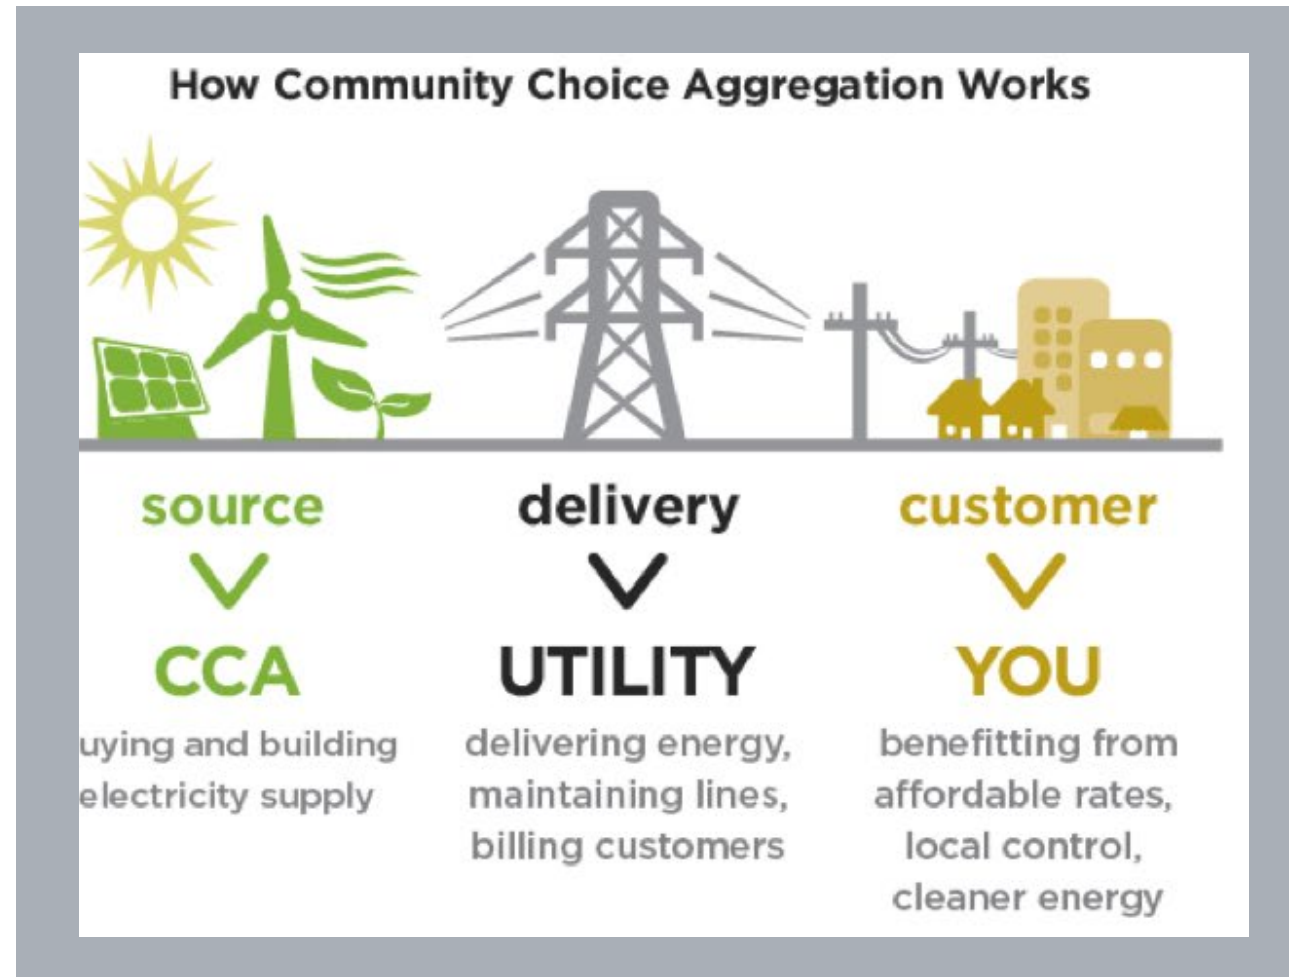 How Community Choice Aggregation Works
source
delivery
customer
CCA
UTILITY
YOU
uying and building
electricity supply
delivering energy,
maintaining lines,
billing customers
benefitting from
affordable rates,
local control,
cleaner energy